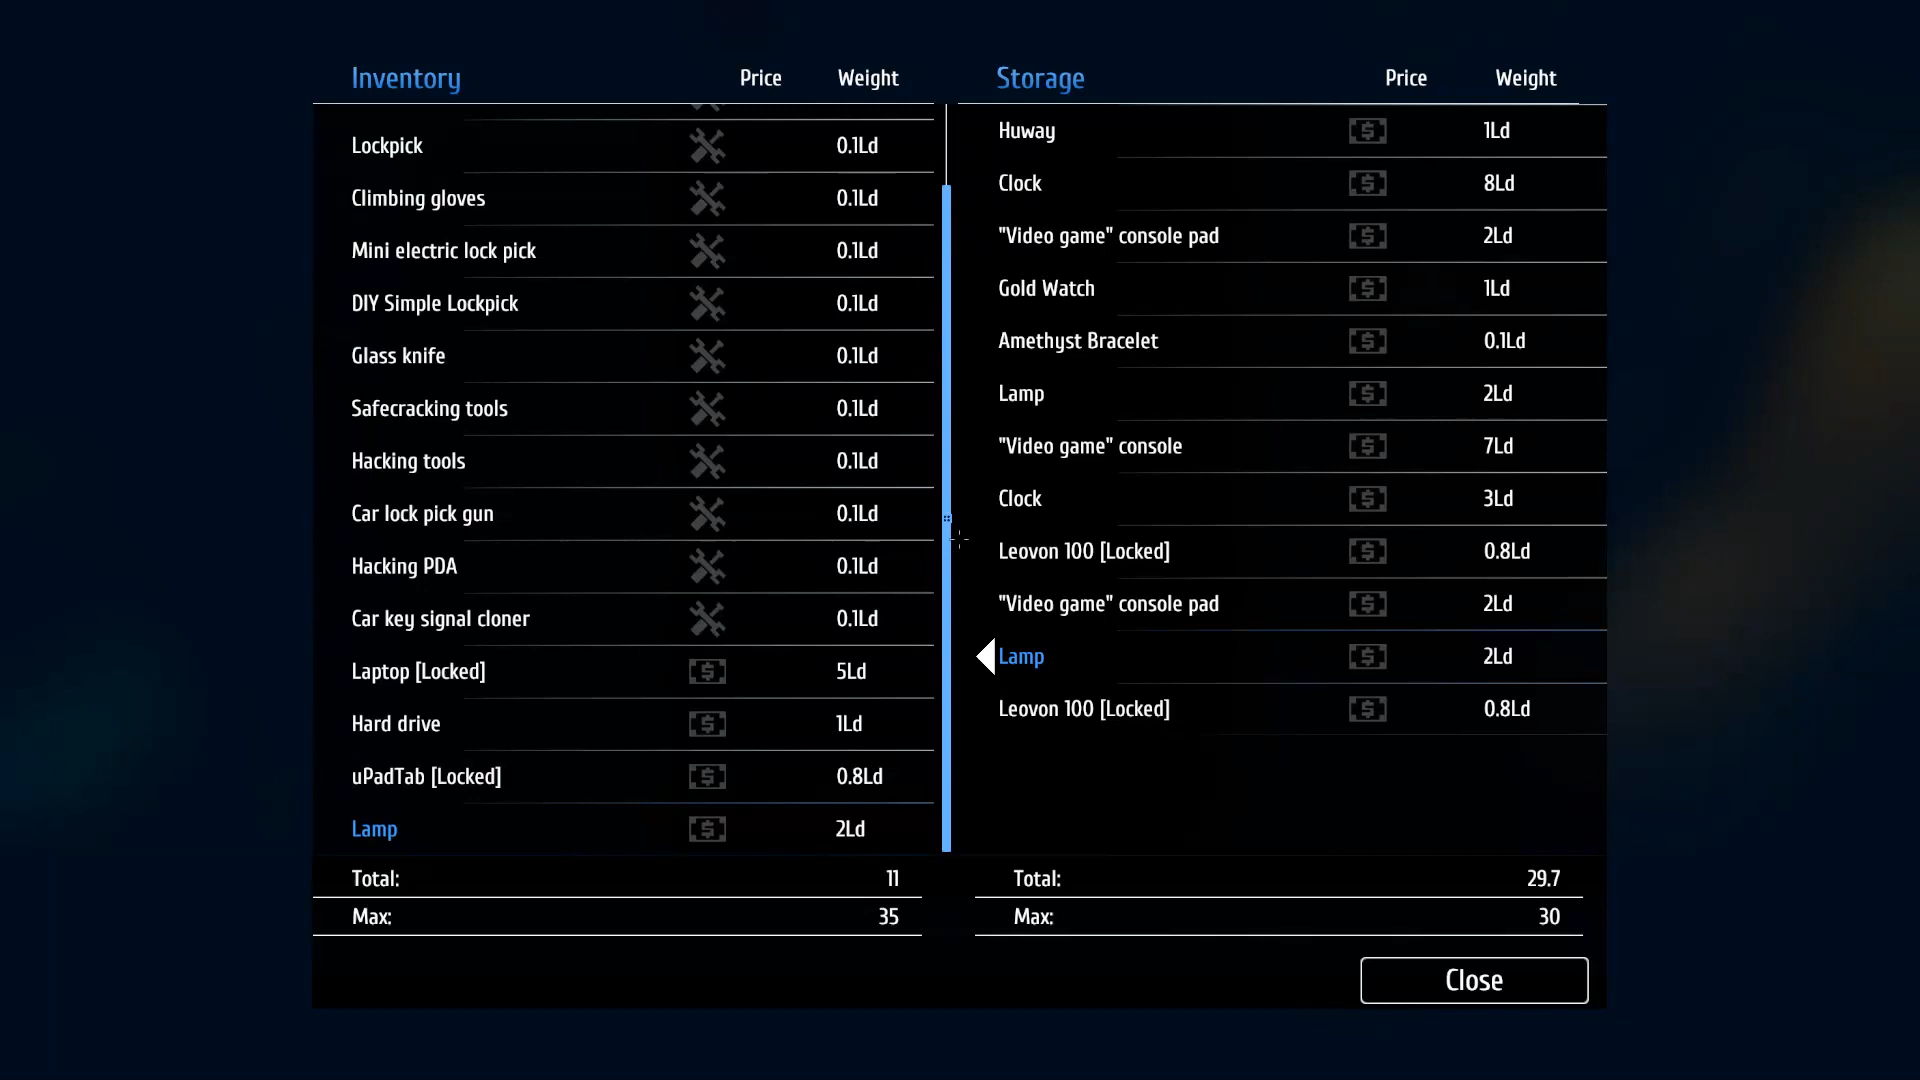 Inventory Price Weight
Lockpick 0.1Ld
Climbing gloves 0.1Ld
Mini electric lock pick 0.1Ld
DIY Simple Lockpick 0.1Ld
Glass knife 0.1Ld
Safecracking tools 0.1Ld
Hacking tools 0.1Ld
Car lock pick gun 0.1Ld
Hacking PDA 0.1Ld
Car key signal cloner 0.1Ld
Laptop [Locked] 5Ld
Hard drive 1Ld
uPadTab [Locked] 0.8Ld
Lamp 2Ld
Total: 11
Max: 35
Storage Price Weight
Huway 1Ld
Clock 8Ld
"Video game" console pad 2Ld
Gold Watch 1Ld
Amethyst Bracelet 0.1Ld
Lamp 2Ld
"Video game" console 7Ld
Clock 3Ld
Leovon 100 [Locked] 0.8Ld
"Video game" console pad 2Ld
Lamp 2Ld
Leovon 100 [Locked] 0.8Ld
Total: 29.7
Max: 30
Close